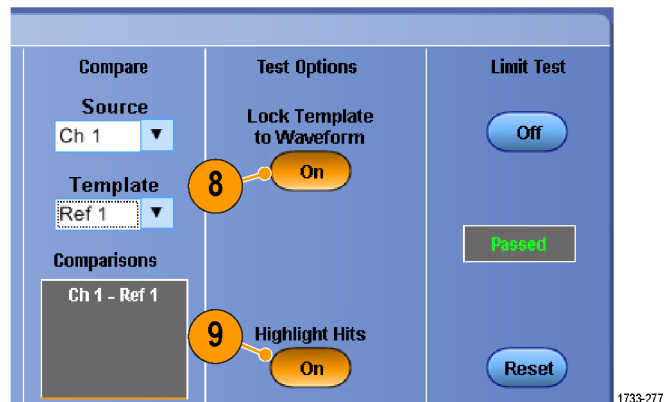 Compare
Source
Ch 1
Template
Ref 1
Comparisons
Ch 1 - Ref 1
Test Options
Lock Template
to Waveform
8
On
9
Highlight Hits
On
Limit Test
Off
Passed
Reset
1733-277